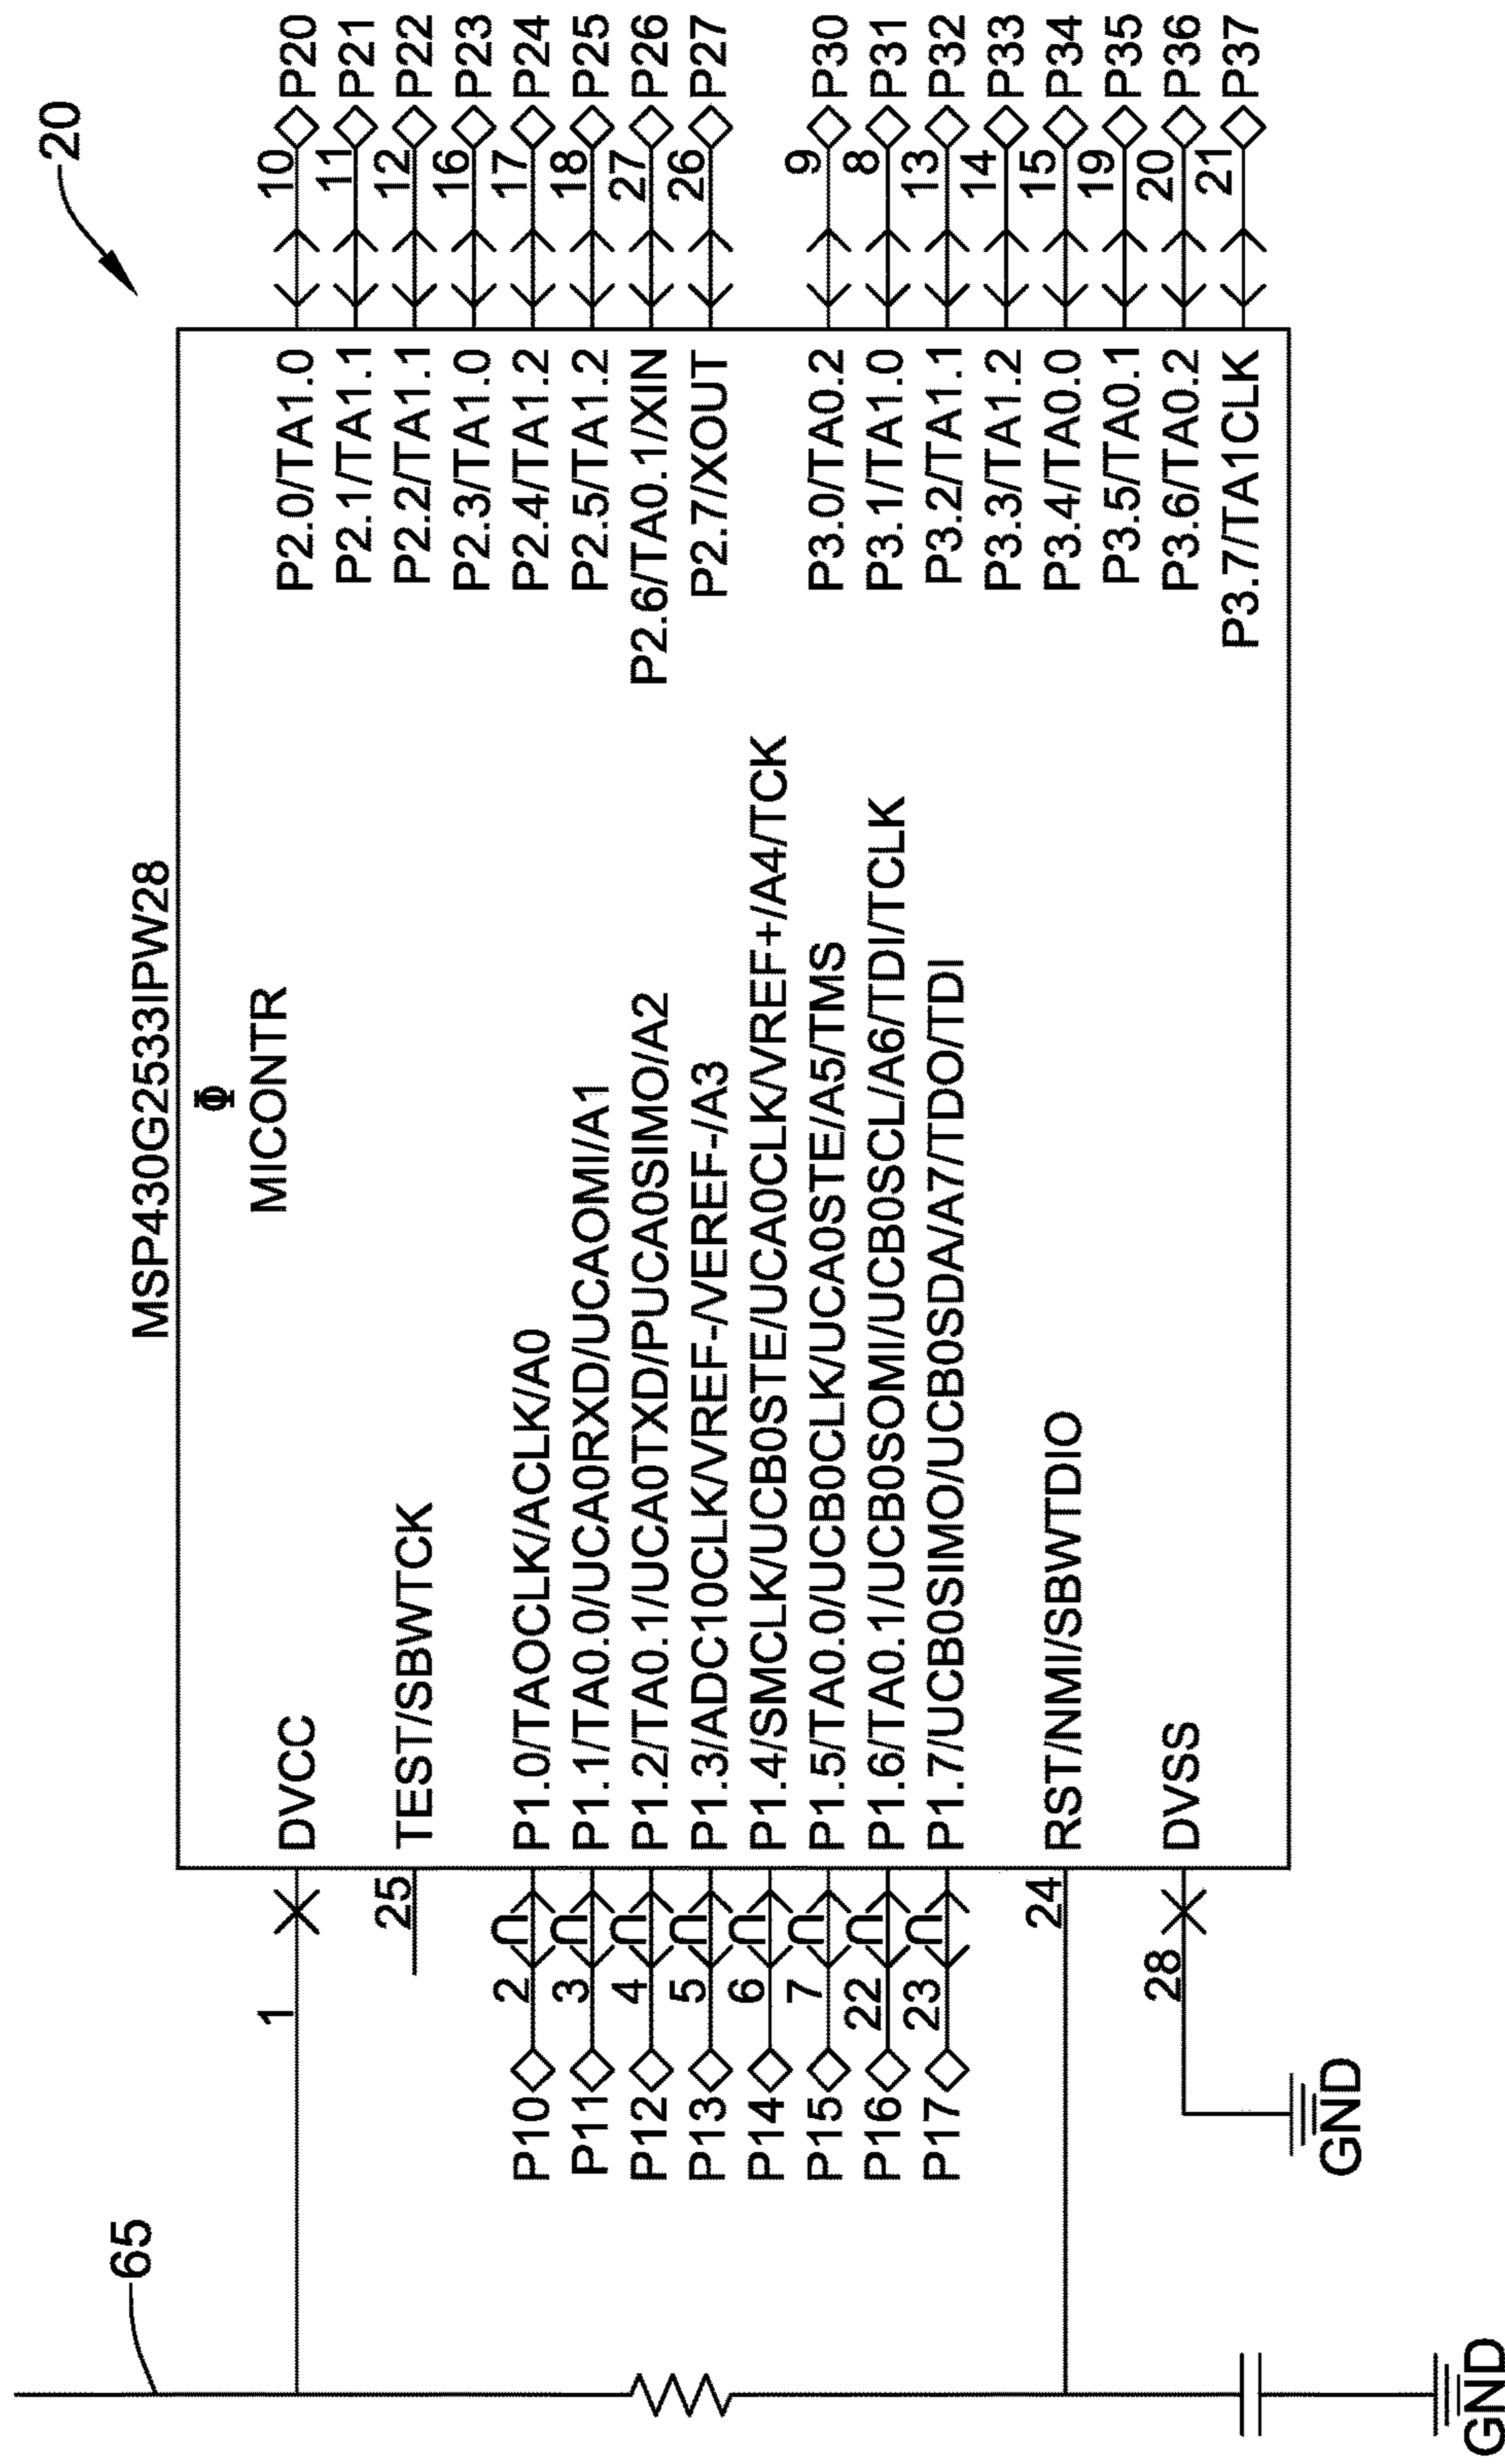 20
65
MSP430G2533IPW28
Φ
MICONTR
1 DVCC
25 TEST/SBWTCK
P10 2 P1.0/TAOCLK/ACLK/A0
P11 3 P1.1/TA0.0/UCA0RXD/UCAOMI/A1
P12 4 P1.2/TA0.1/UCA0TXD/PUCA0SIMO/A2
P13 5 P1.3/ADC10CLK/VREF-/VEREF-/A3
P14 6 P1.4/SMCLK/UCB0STE/UCA0CLK/VREF+/A4/TCK
P15 7 P1.5/TA0.0/UCB0CLK/UCA0STE/A5/TMS
P16 22 P1.6/TA0.1/UCB0SOMI/UCB0SCL/A6/TDI/TCLK
P17 23 P1.7/UCB0SIMO/UCB0SDA/A7/TDO/TDI
24 RST/NMI/SBWTDIO
28 DVSS
GND
GND
P2.0/TA1.0 10 P20
P2.1/TA1.1 11 P21
P2.2/TA1.1 12 P22
P2.3/TA1.0 16 P23
P2.4/TA1.2 17 P24
P2.5/TA1.2 18 P25
P2.6/TA0.1/XIN 27 P26
P2.7/XOUT 26 P27
P3.0/TA0.2 9 P30
P3.1/TA1.0 8 P31
P3.2/TA1.1 13 P32
P3.3/TA1.2 14 P33
P3.4/TA0.0 15 P34
P3.5/TA0.1 19 P35
P3.6/TA0.2 20 P36
P3.7/TA1CLK 21 P37